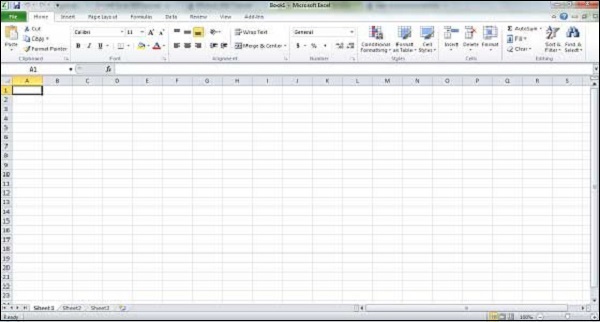 Book1 - Microsoft Excel
File Home Insert Page Layout Formulas Data Review View Add-Ins
Cut Calibri 11 A A Wrap Text General AutoSum
Copy Fill
Paste Format Painter B I U Merge & Center $ % Conditional Formatting Format as Table Cell Styles Insert Delete Format Clear Sort & Filter Find & Select
Clipboard Font Alignment Number Styles Cells Editing
A1 fx
A B C D E F G H I J K L M N O P Q R S
1
2
3
4
5
6
7
8
9
10
11
12
13
14
15
16
17
18
19
20
21
22
23
Sheet1 Sheet2 Sheet3
Ready 100%